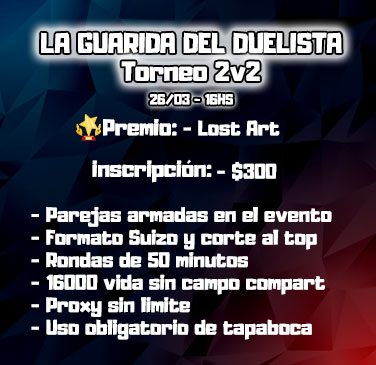 LA GUARIDA DEL DUELISTA
Torneo 2v2
26/03 - 16HS
Premio: - Lost Art
inscripción: - $300
- Parejas armadas en el evento
- Formato Suizo y corte al top
- Rondas de 50 minutos
- 16000 vida sin campo compart
- Proxy sin limite
- Uso obligatorio de tapaboca